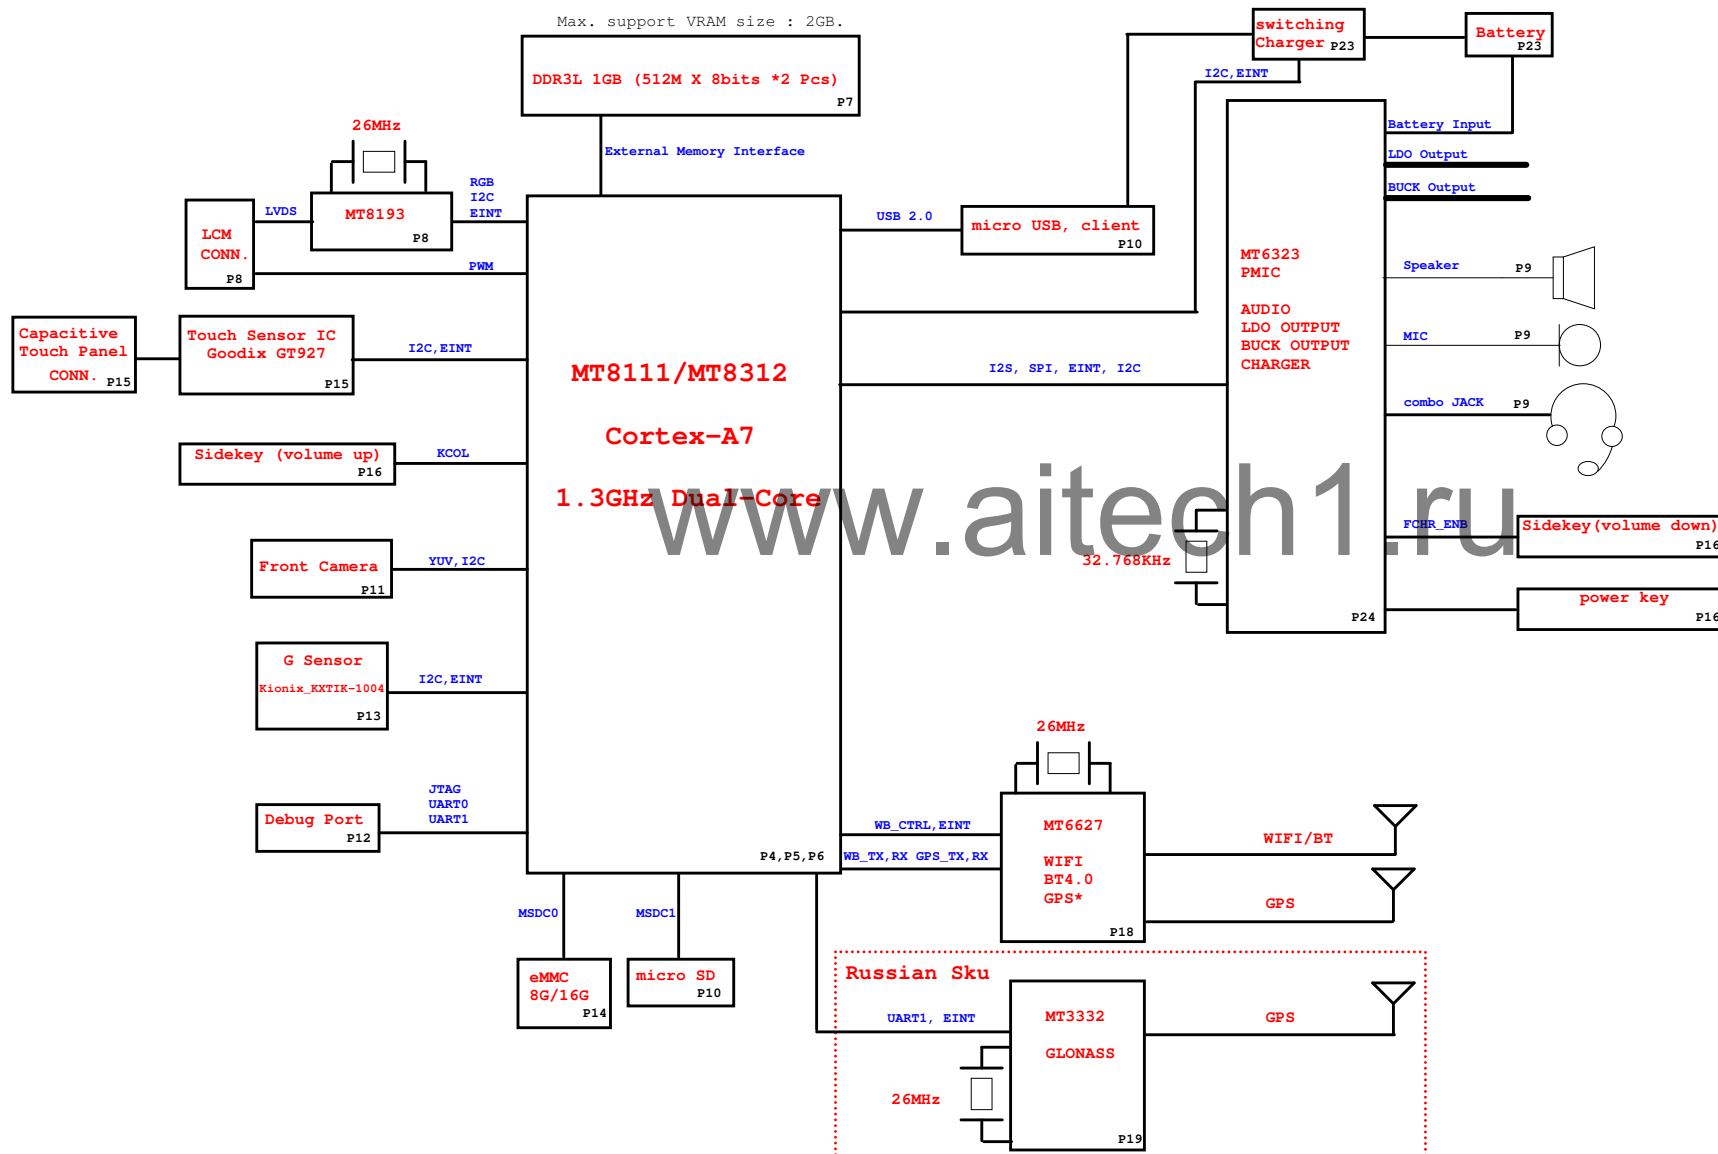 Max. support VRAM size : 2GB.
DDR3L 1GB (512M X 8bits *2 Pcs)
P7
External Memory Interface
switching
Charger P23
Battery
P23
I2C,EINT
26MHz
MT8193
P8
RGB
I2C
EINT
LVDS
LCM
CONN.
P8
PWM
USB 2.0
micro USB, client
P10
Battery Input
LDO Output
BUCK Output
MT6323
PMIC
AUDIO
LDO OUTPUT
BUCK OUTPUT
CHARGER
P24
Speaker P9
MIC P9
combo JACK P9
Capacitive
Touch Panel
CONN. P15
Touch Sensor IC
Goodix GT927
P15
I2C,EINT
MT8111/MT8312
Cortex-A7
1.3GHz Dual-Core
P4,P5,P6
I2S, SPI, EINT, I2C
Sidekey (volume up)
P16
KCOL
www.aitech1.ru
32.768KHz
FCHR_ENB
Sidekey(volume down)
P16
power key
P16
Front Camera
P11
YUV,I2C
G Sensor
Kionix_KXTIK-1004
P13
I2C,EINT
Debug Port
P12
JTAG
UART0
UART1
26MHz
MT6627
WIFI
BT4.0
GPS*
P18
WB_CTRL,EINT
WB_TX,RX GPS_TX,RX
WIFI/BT
GPS
MSDC0
MSDC1
eMMC
8G/16G
P14
micro SD
P10
Russian Sku
UART1, EINT
MT3332
GLONASS
P19
GPS
26MHz